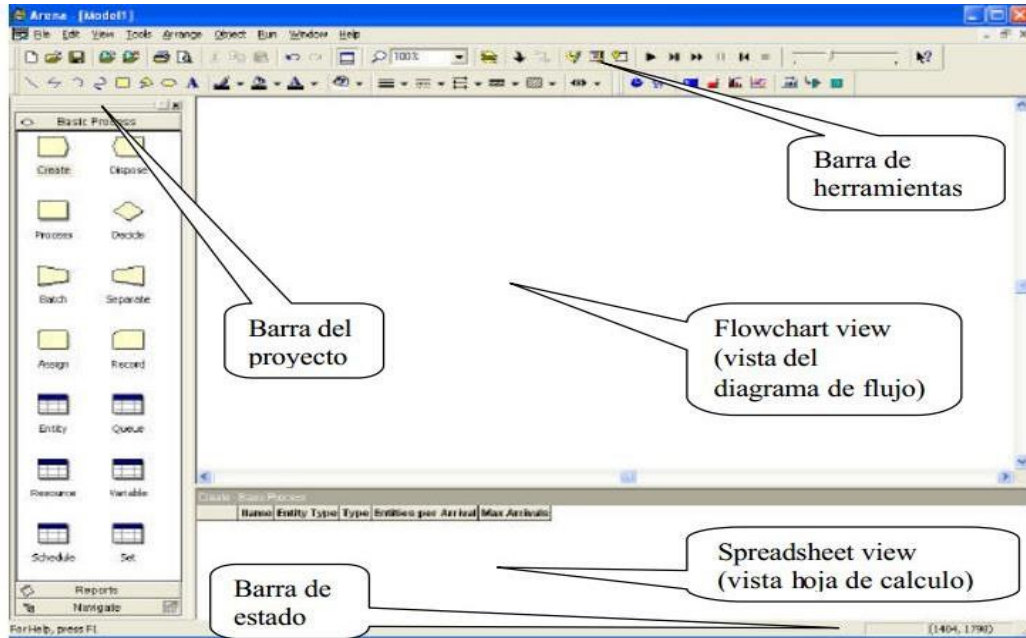 Arena - [Model1]
File Edit View Tools Arrange Object Run Window Help
100%
A
Basic Process
Create Dispose
Process Decide
Batch Separate
Assign Record
Entity Queue
Resource Variable
Schedule Set
Reports
Navigate
Barra de
herramientas
Barra del
proyecto
Flowchart view
(vista del
diagrama de flujo)
Create - Basic Process
Name Entity Type Type Entities per Arrival Max Arrivals
Spreadsheet view
(vista hoja de calculo)
Barra de
estado
For Help, press F1
(1404, 1790)